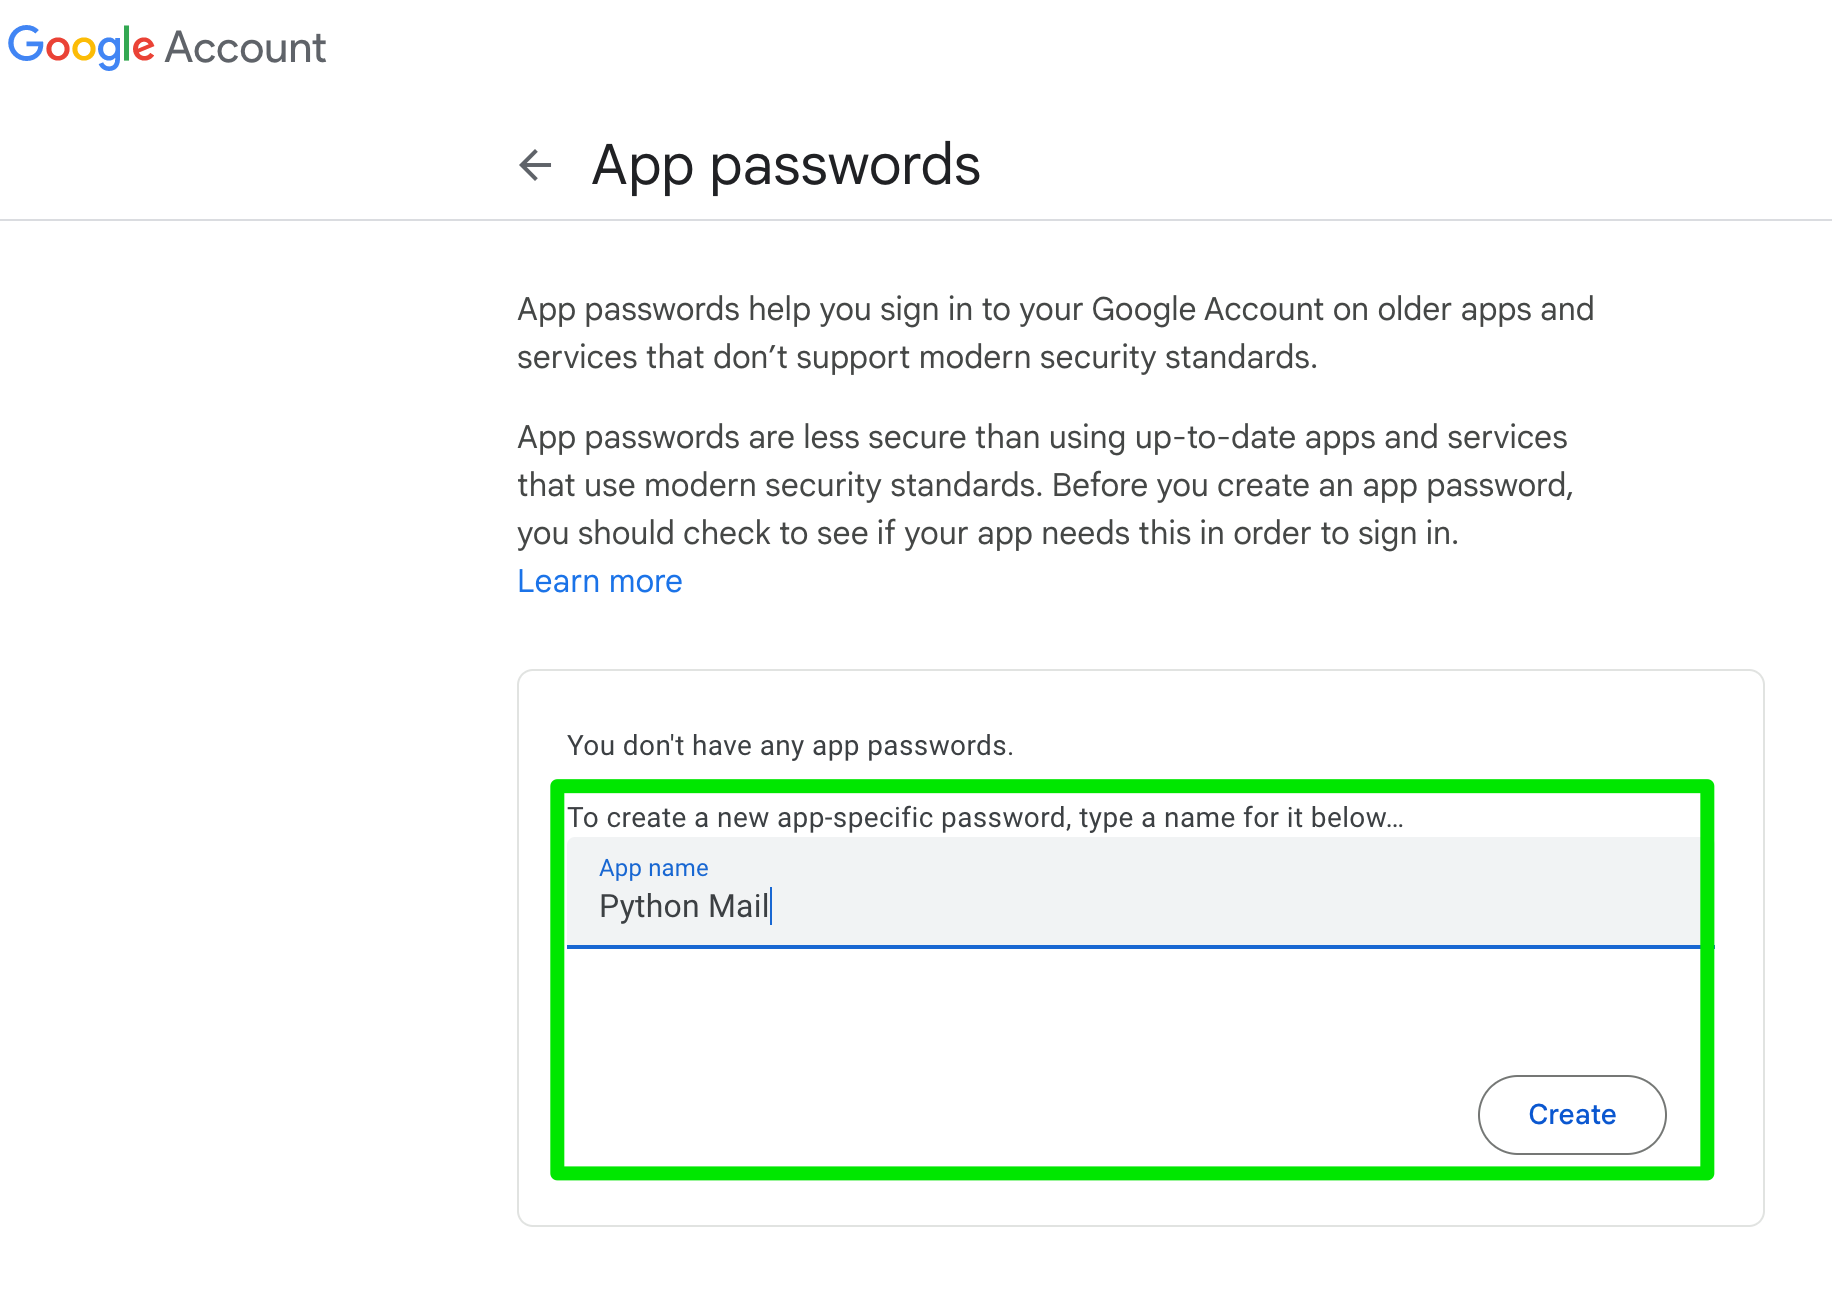 Google Account
App passwords
App passwords help you sign in to your Google Account on older apps and
services that don’t support modern security standards.
App passwords are less secure than using up-to-date apps and services
that use modern security standards. Before you create an app password,
you should check to see if your app needs this in order to sign in.
Learn more
You don't have any app passwords.
To create a new app-specific password, type a name for it below...
App name
Python Mail
Create